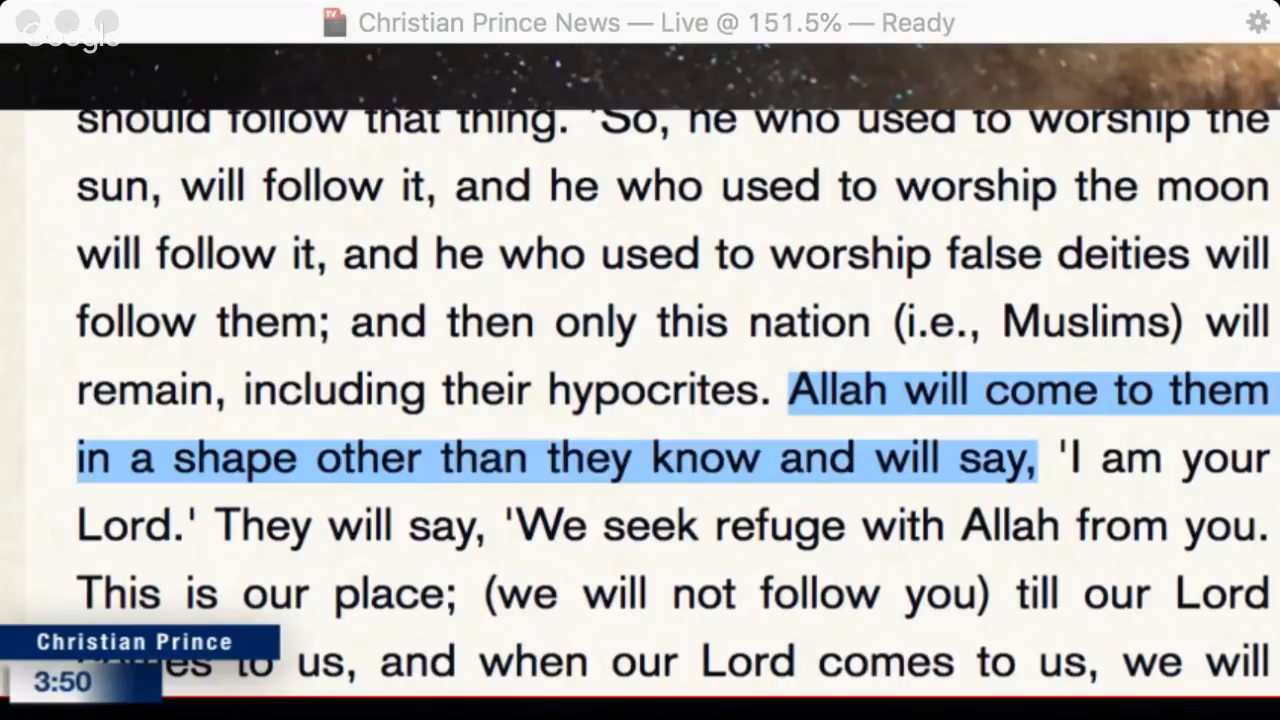 Christian Prince News — Live @ 151.5% — Ready
Google
TV
should follow that thing. 'So, he who used to worship the
sun, will follow it, and he who used to worship the moon
will follow it, and he who used to worship false deities will
follow them; and then only this nation (i.e., Muslims) will
remain, including their hypocrites. Allah will come to them
in a shape other than they know and will say, 'I am your
Lord.' They will say, 'We seek refuge with Allah from you.
This is our place; (we will not follow you) till our Lord
comes to us, and when our Lord comes to us, we will
Christian Prince
3:50